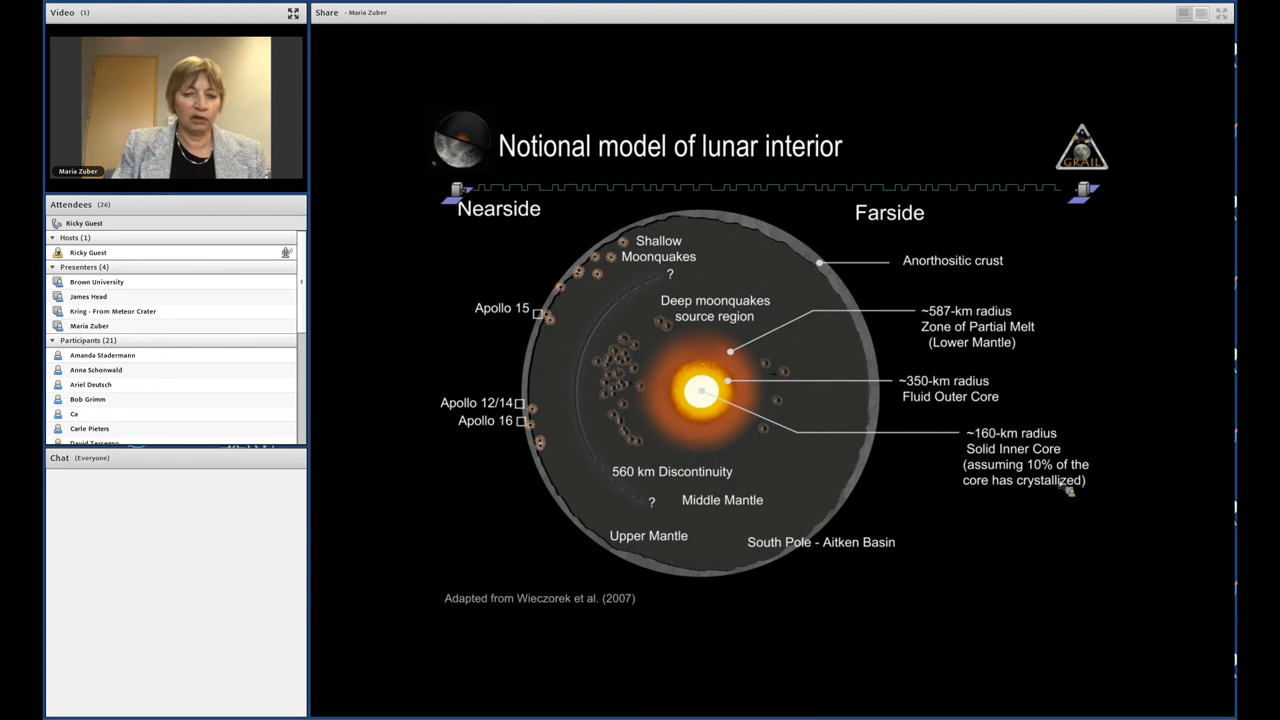 Video (1)
Maria Zuber
Attendees (26)
Ricky Guest
Hosts (1)
Ricky Guest
Presenters (4)
Brown University
James Head
Kring - From Meteor Crater
Maria Zuber
Participants (21)
Amanda Stadermann
Anna Schonwald
Ariel Deutsch
Bob Grimm
Ca
Carle Pieters
Chat (Everyone)
Share - Maria Zuber
Notional model of lunar interior
GRAIL
Nearside
Farside
Shallow
Moonquakes
?
Anorthositic crust
Deep moonquakes
source region
Apollo 15
~587-km radius
Zone of Partial Melt
(Lower Mantle)
~350-km radius
Fluid Outer Core
Apollo 12/14
Apollo 16
~160-km radius
Solid Inner Core
(assuming 10% of the
core has crystallized)
560 km Discontinuity
?
Middle Mantle
Upper Mantle
South Pole - Aitken Basin
Adapted from Wieczorek et al. (2007)